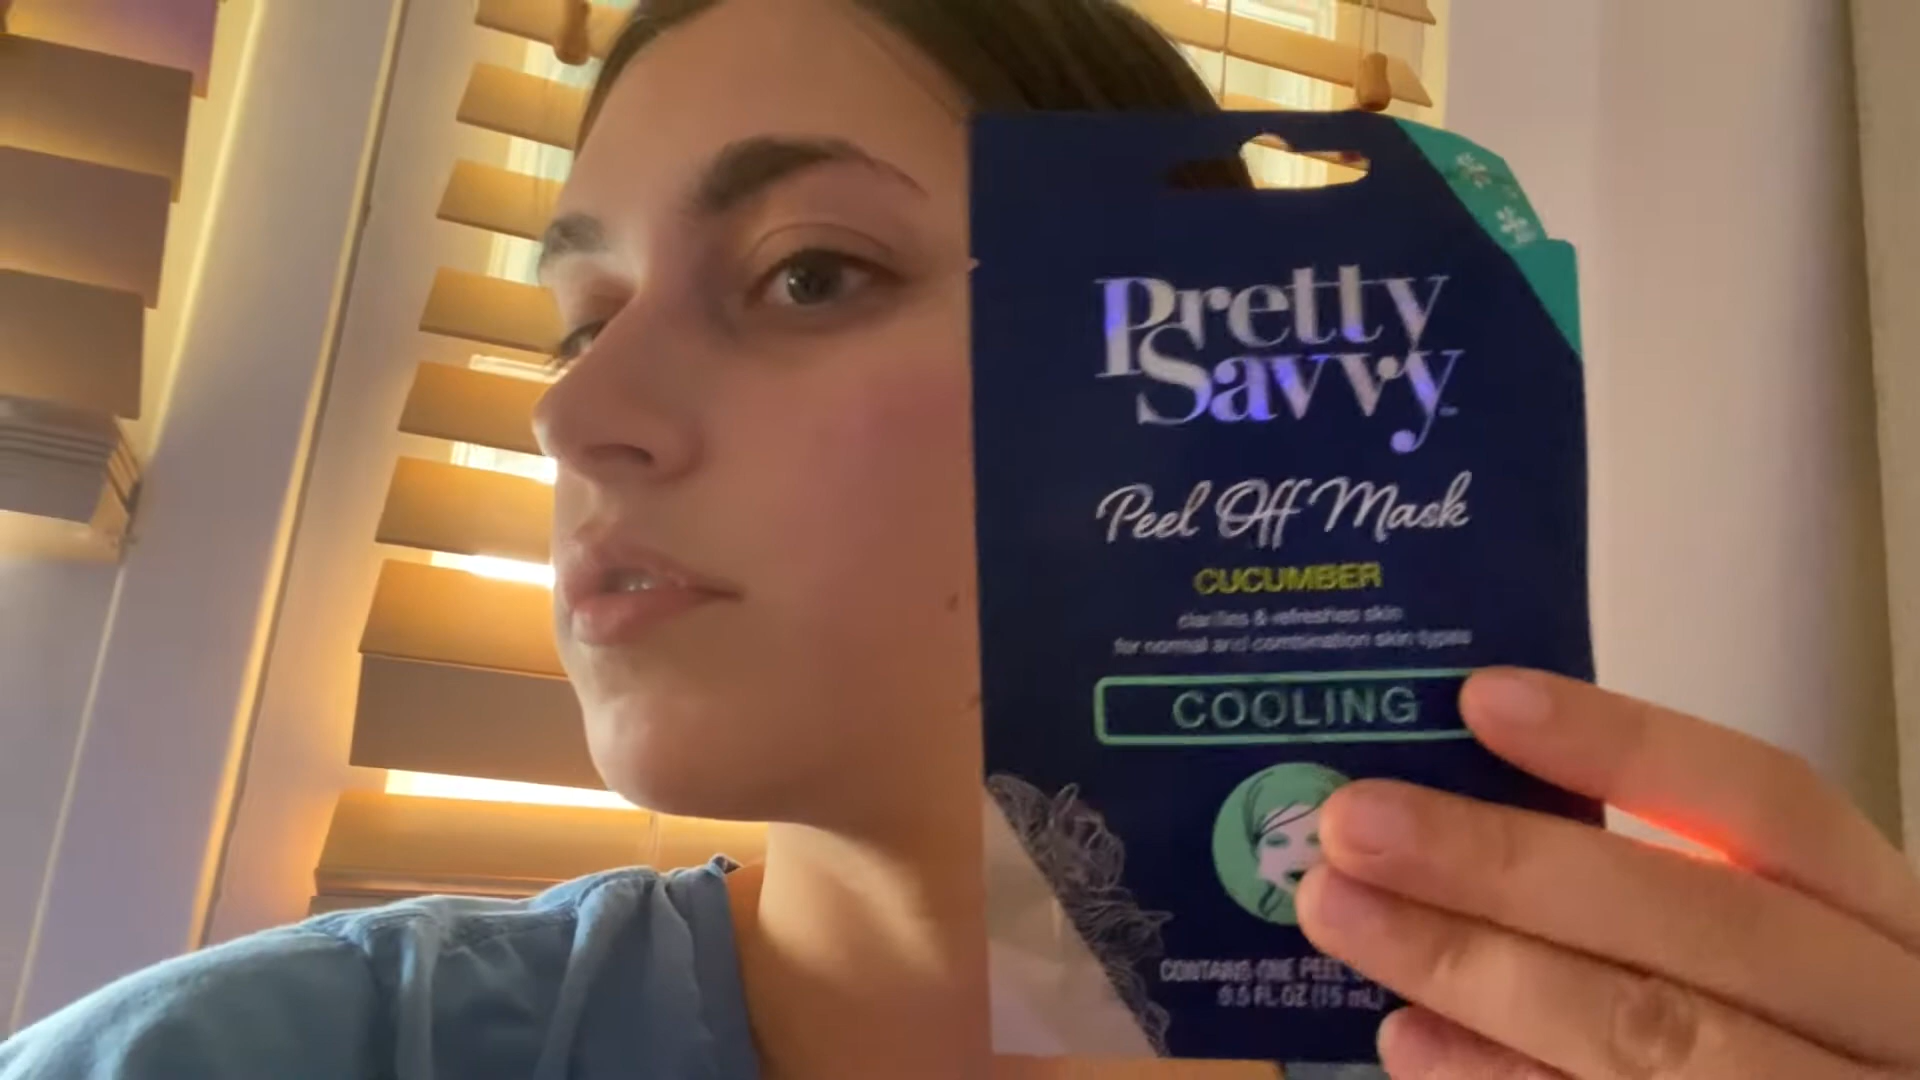 Pretty
Savvy™
Peel Off Mask
CUCUMBER
clarifies & refreshes skin
for normal and combination skin types
COOLING
CONTAINS ONE PEEL
0.5 FL OZ (15 mL)